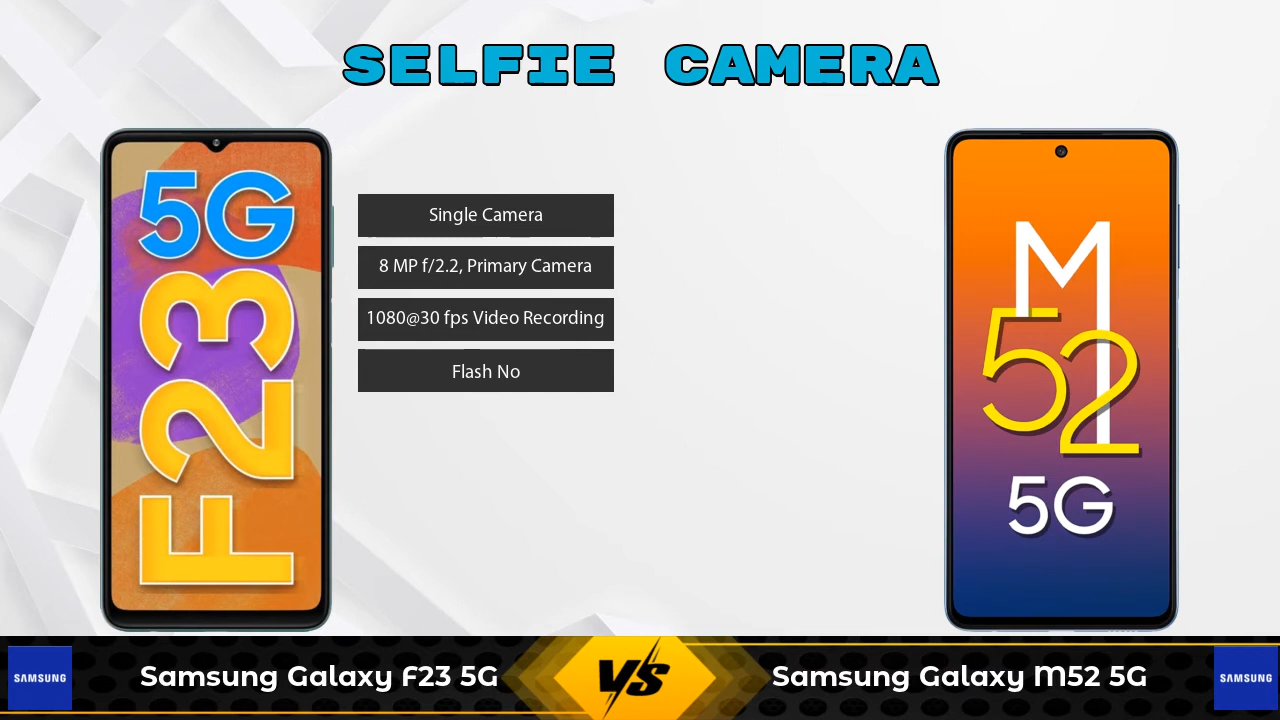 SELFIE CAMERA
5G
F23
Single Camera
8 MP f/2.2, Primary Camera
1080@30 fps Video Recording
Flash No
M
52
5G
SAMSUNG
Samsung Galaxy F23 5G
VS
Samsung Galaxy M52 5G
SAMSUNG